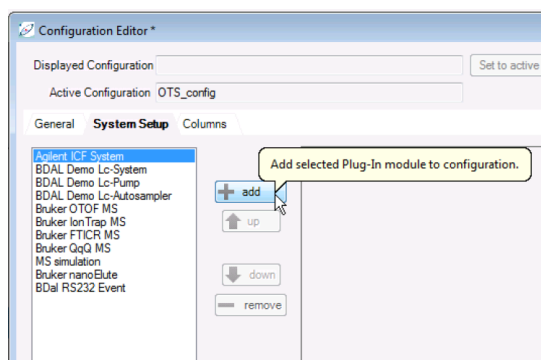 Configuration Editor *
Displayed Configuration
Set to active
Active Configuration OTS_config
General System Setup Columns
Agilent ICF System
BDAL Demo Lc-System
BDAL Demo Lc-Pump
BDAL Demo Lc-Autosampler
Bruker OTOF MS
Bruker IonTrap MS
Bruker FTICR MS
Bruker QqQ MS
MS simulation
Bruker nanoElute
BDal RS232 Event
Add selected Plug-In module to configuration.
add
up
down
remove